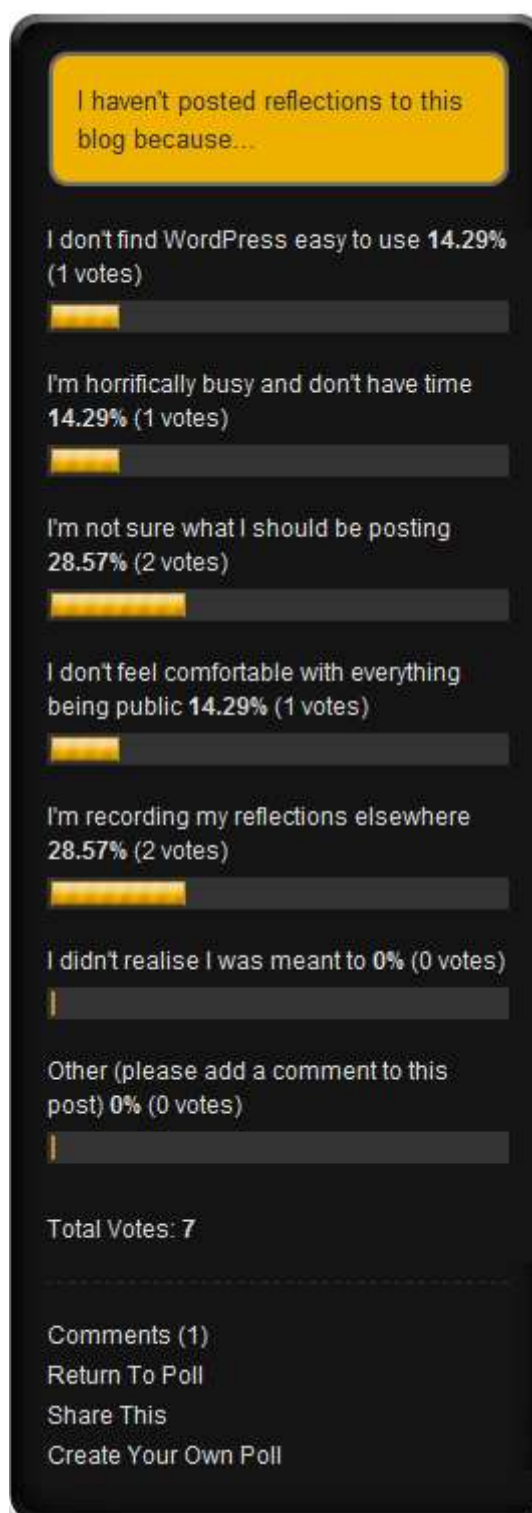 I haven't posted reflections to this
blog because...
I don't find WordPress easy to use 14.29%
(1 votes)
I'm horrifically busy and don't have time
14.29% (1 votes)
I'm not sure what I should be posting
28.57% (2 votes)
I don't feel comfortable with everything
being public 14.29% (1 votes)
I'm recording my reflections elsewhere
28.57% (2 votes)
I didn't realise I was meant to 0% (0 votes)
Other (please add a comment to this
post) 0% (0 votes)
Total Votes: 7
Comments (1)
Return To Poll
Share This
Create Your Own Poll